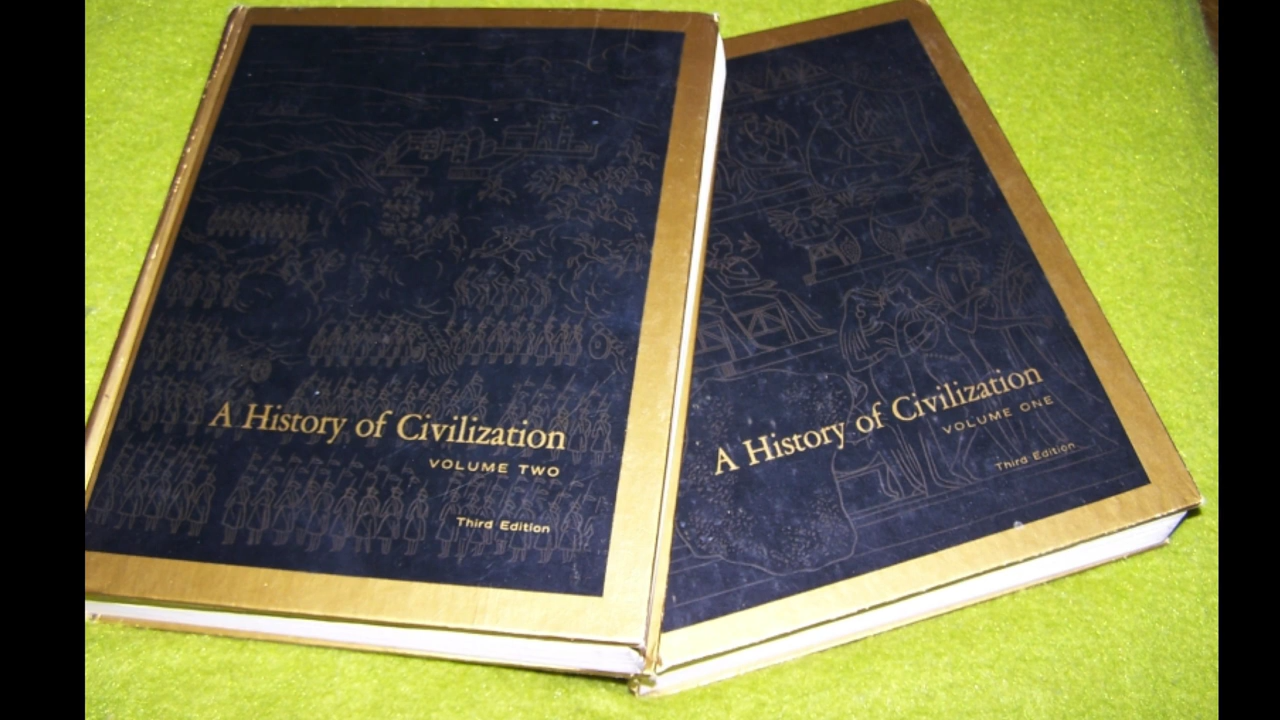 A History of Civilization
VOLUME TWO
Third Edition
A History of Civilization
VOLUME ONE
Third Edition